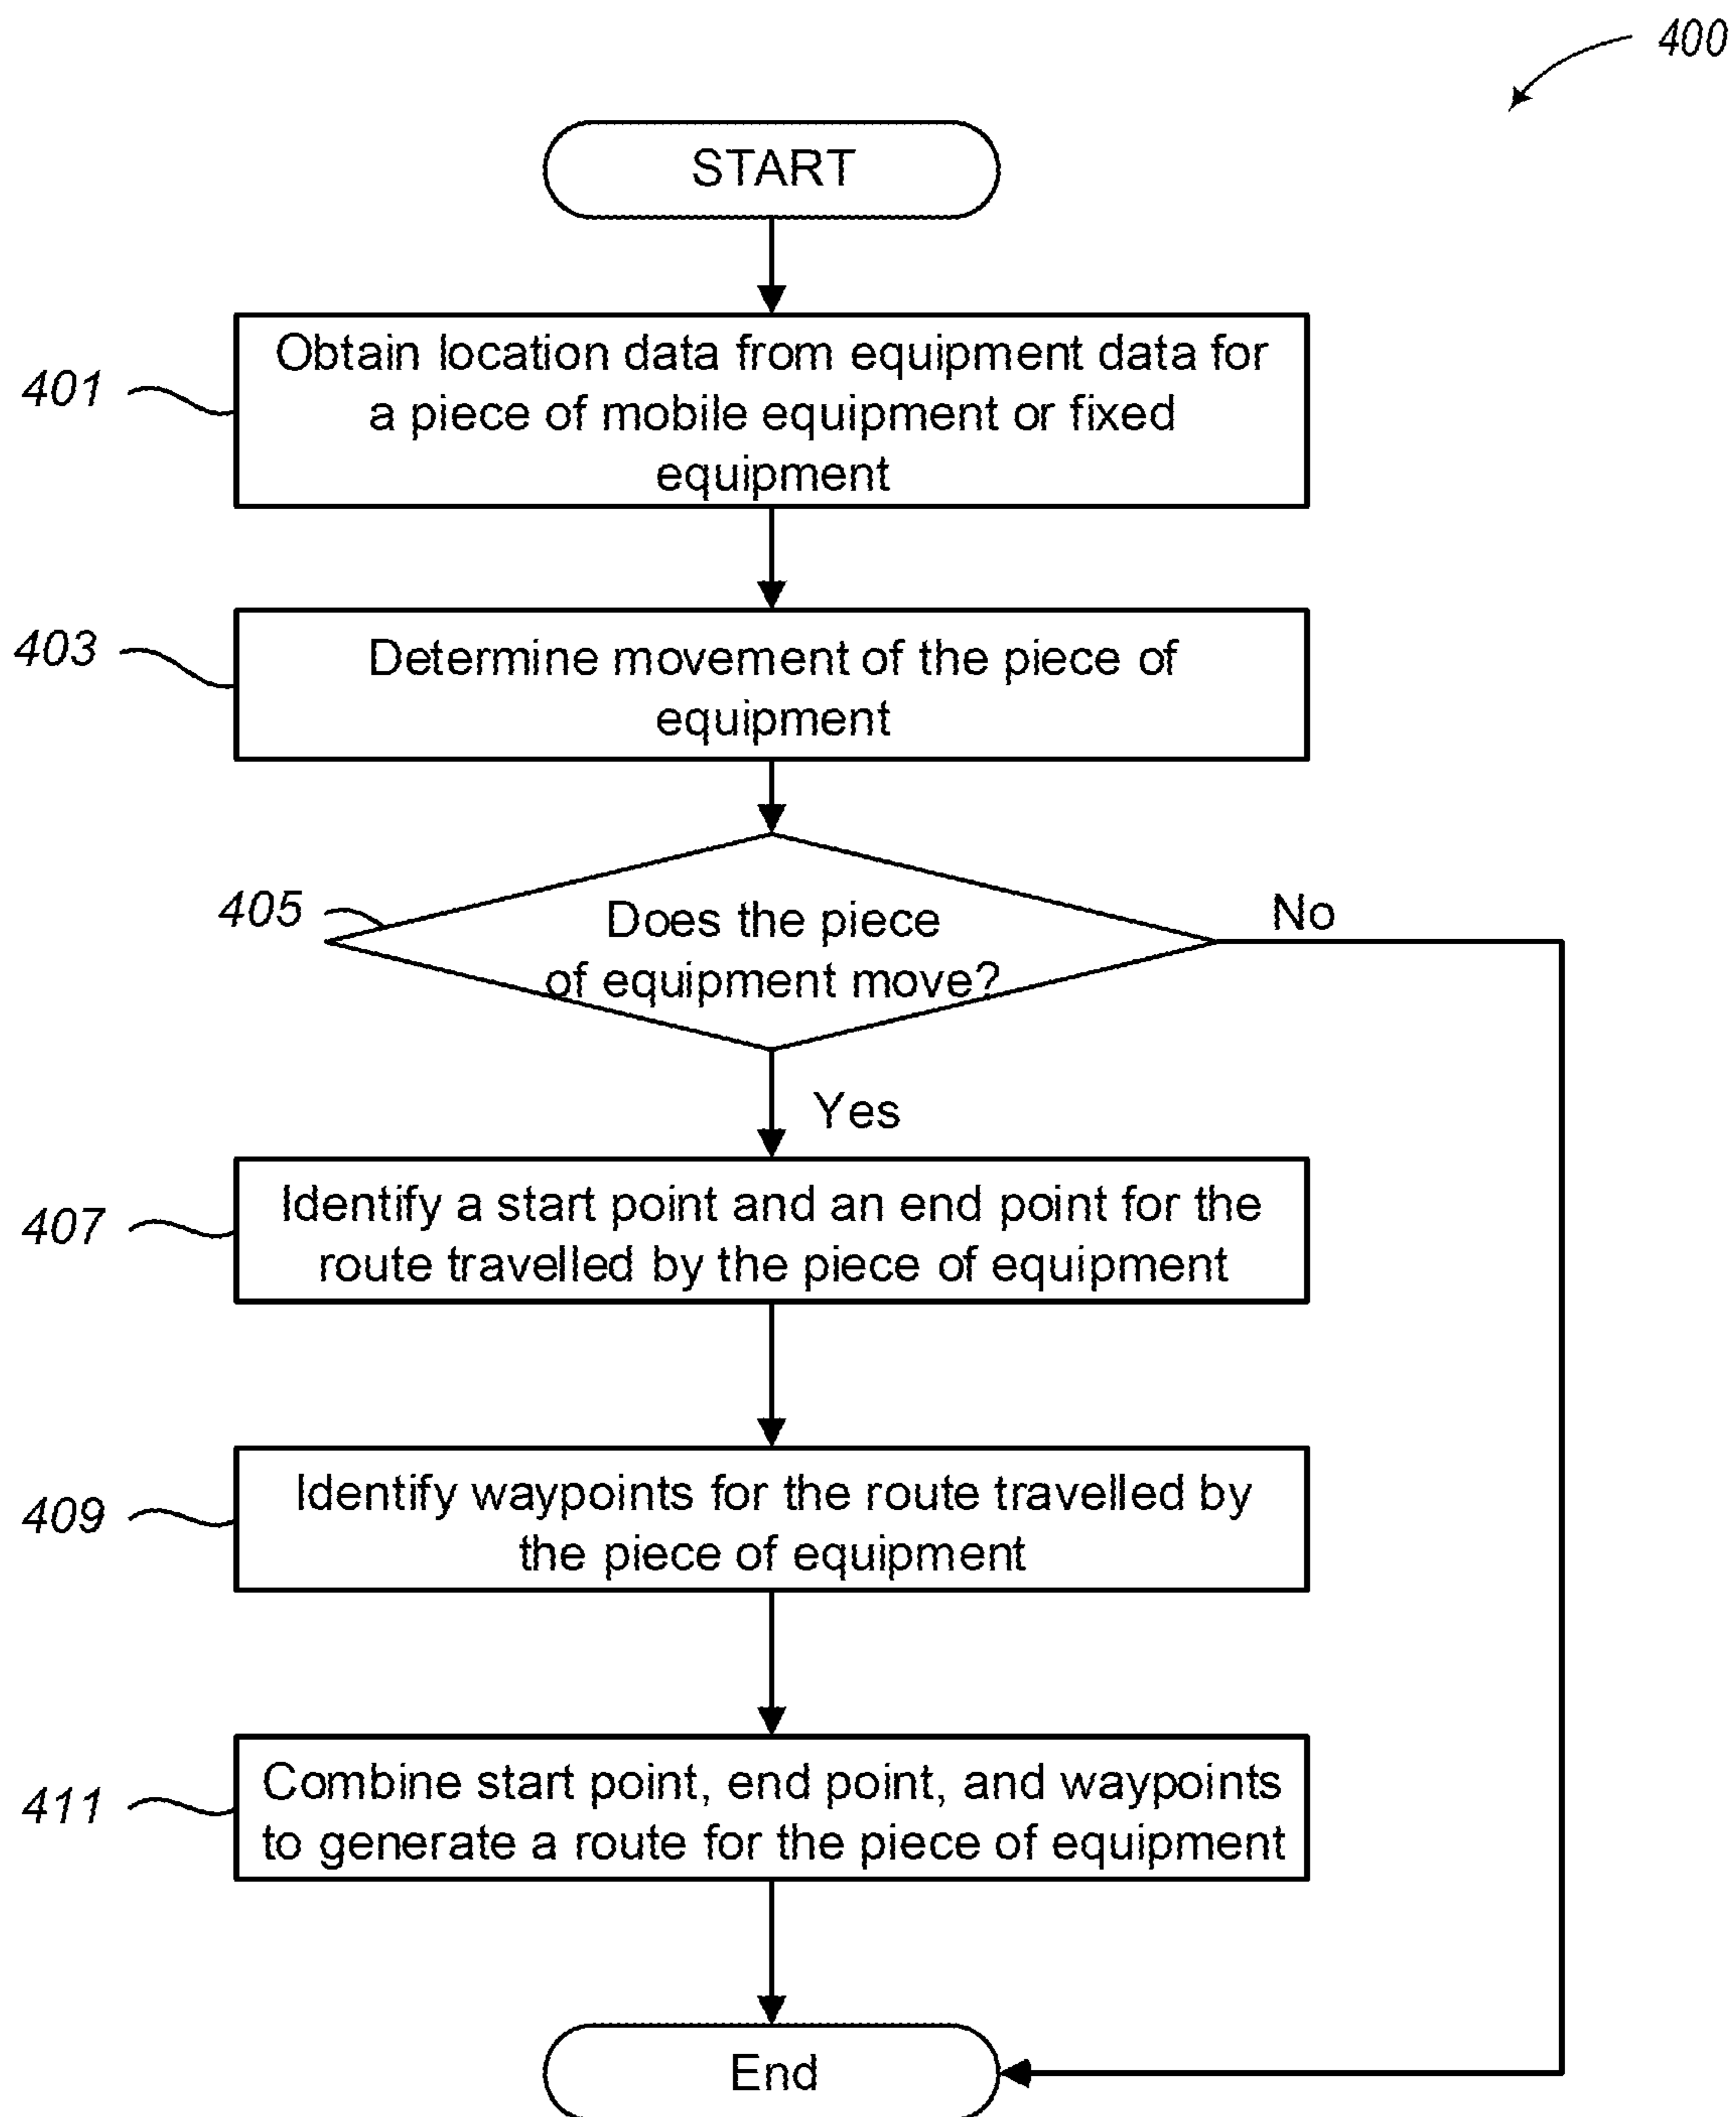 400
START
401
Obtain location data from equipment data for
a piece of mobile equipment or fixed
equipment
403
Determine movement of the piece of
equipment
405
Does the piece
of equipment move?
No
Yes
407
Identify a start point and an end point for the
route travelled by the piece of equipment
409
Identify waypoints for the route travelled by
the piece of equipment
411
Combine start point, end point, and waypoints
to generate a route for the piece of equipment
End